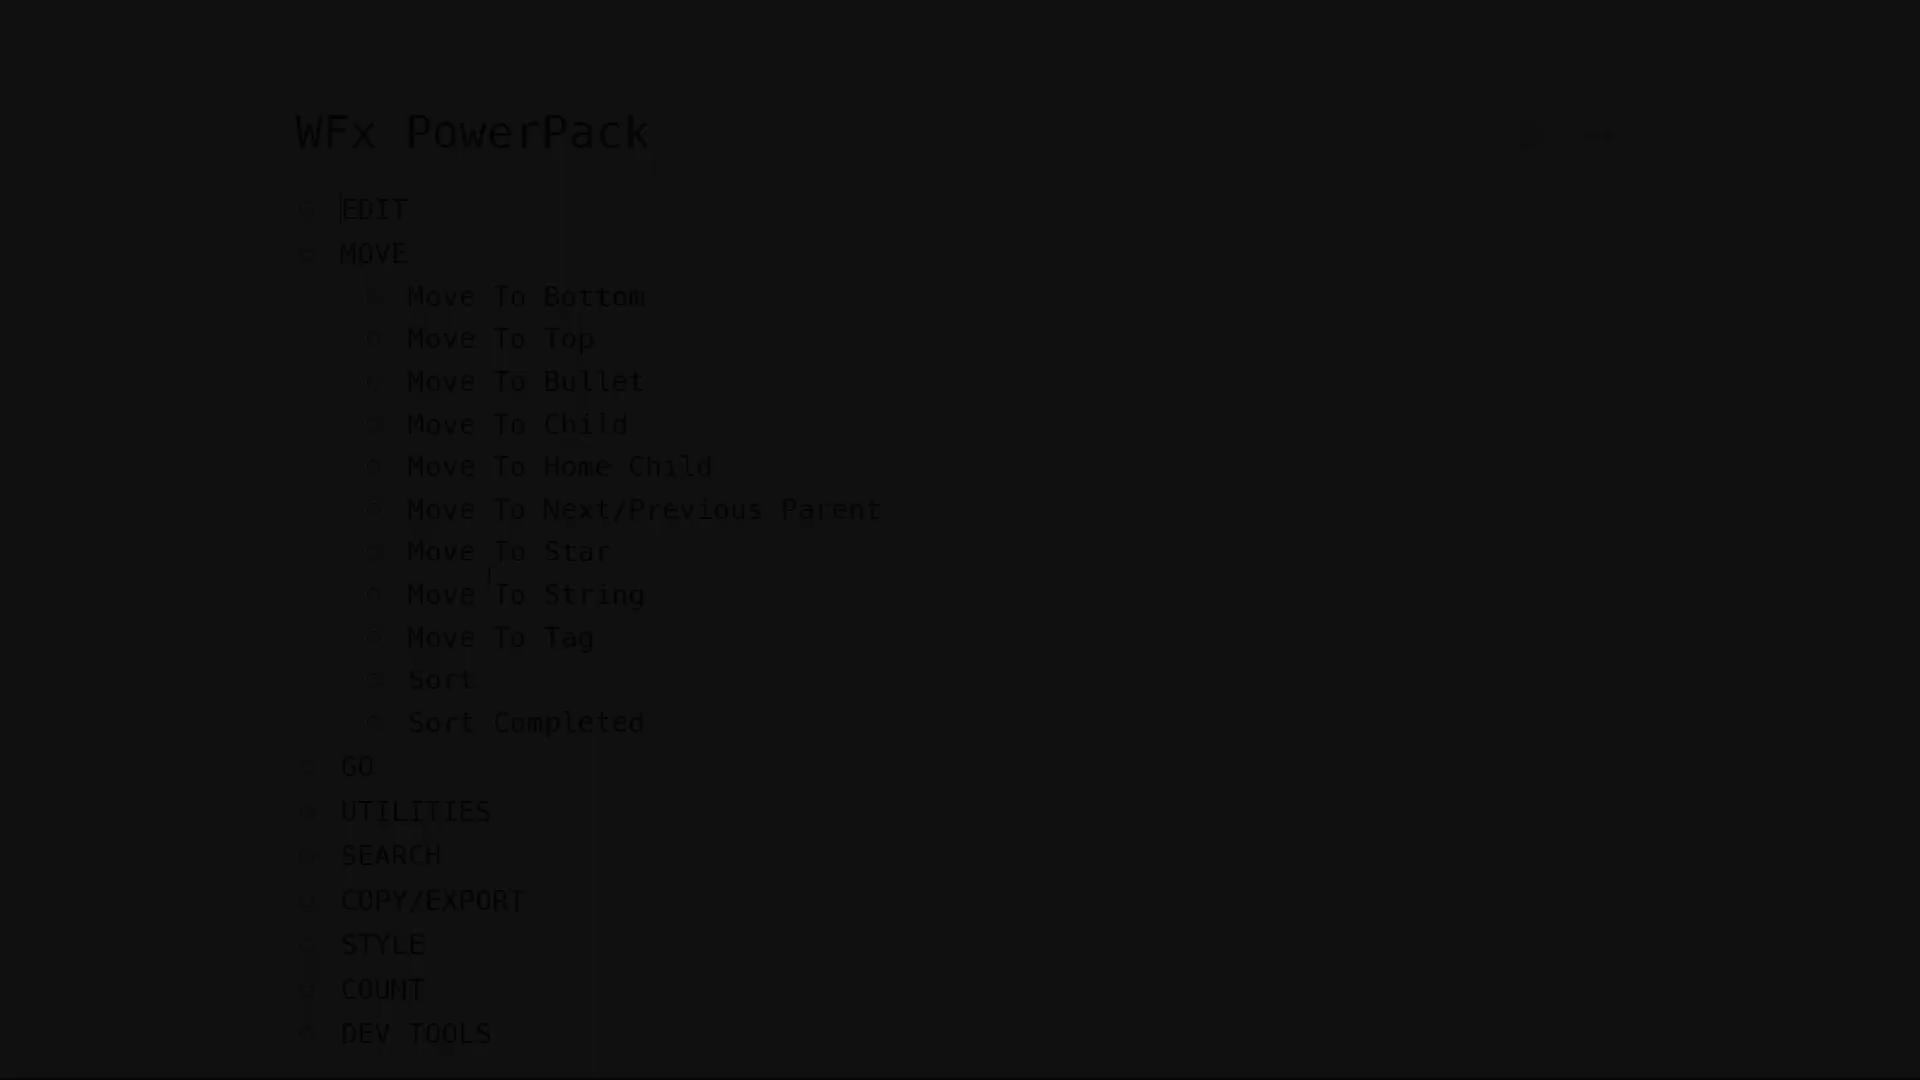 WFx PowerPack
EDIT
MOVE
Move To Bottom
Move To Top
Move To Bullet
Move To Child
Move To Home Child
Move To Next/Previous Parent
Move To Star
Move To String
Move To Tag
Sort
Sort Completed
GO
UTILITIES
SEARCH
COPY/EXPORT
STYLE
COUNT
DEV TOOLS